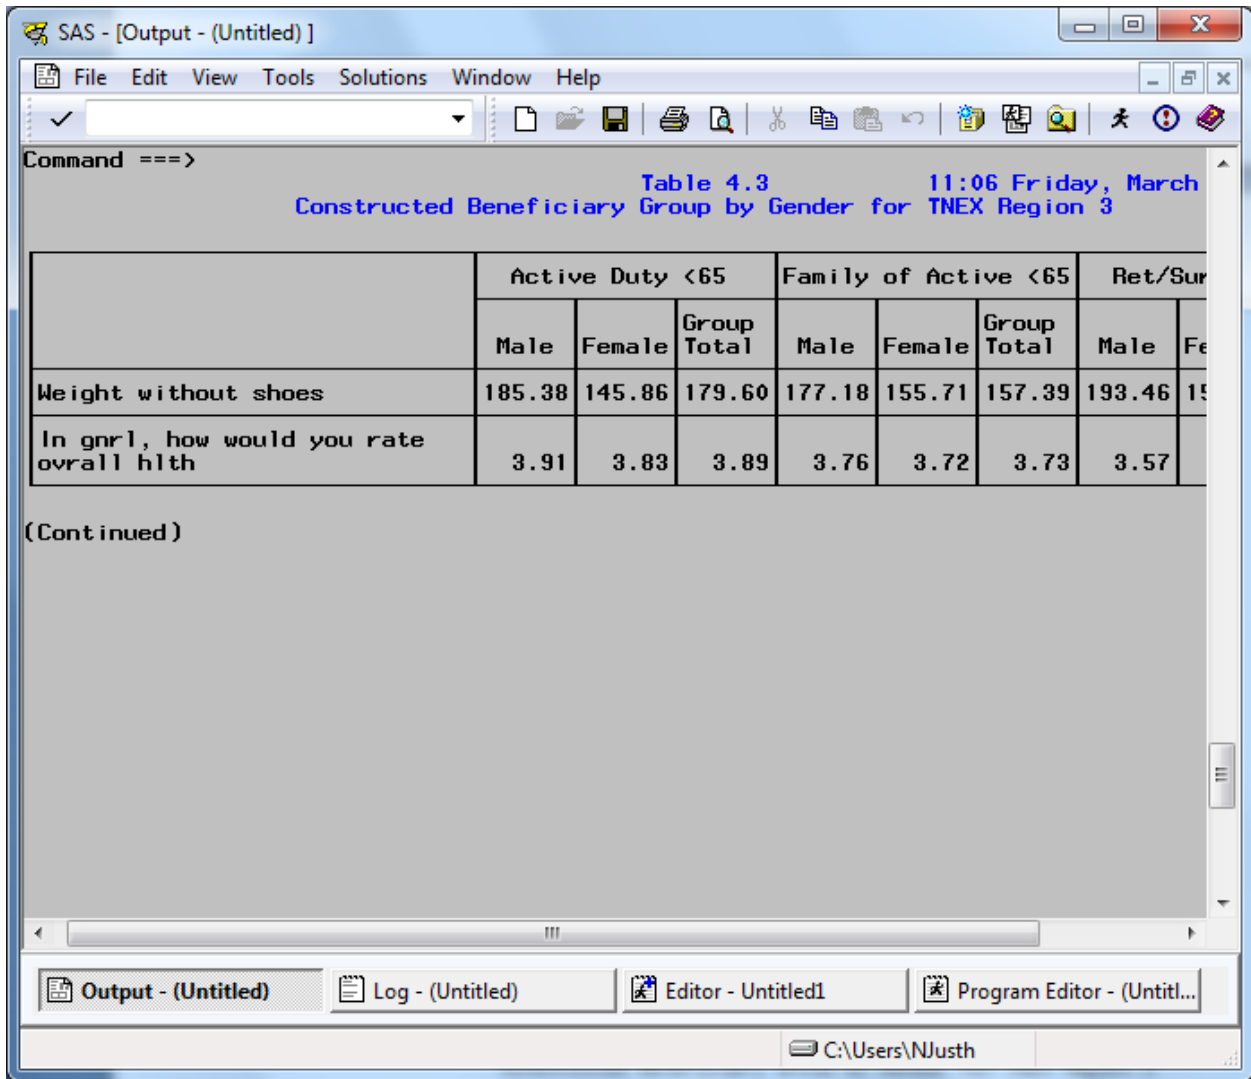 SAS - [Output - (Untitled) ]
File Edit View Tools Solutions Window Help
Command ===>
Table 4.3 11:06 Friday, March
Constructed Beneficiary Group by Gender for TNEX Region 3
Active Duty <65 Family of Active <65 Ret/Sur
Male Female Group Total Male Female Group Total Male Fe
Weight without shoes 185.38 145.86 179.60 177.18 155.71 157.39 193.46 15
In gnrl, how would you rate
ovrall hlth 3.91 3.83 3.89 3.76 3.72 3.73 3.57
(Continued)
Output - (Untitled) Log - (Untitled) Editor - Untitled1 Program Editor - (Untitl...
C:\Users\NJusth